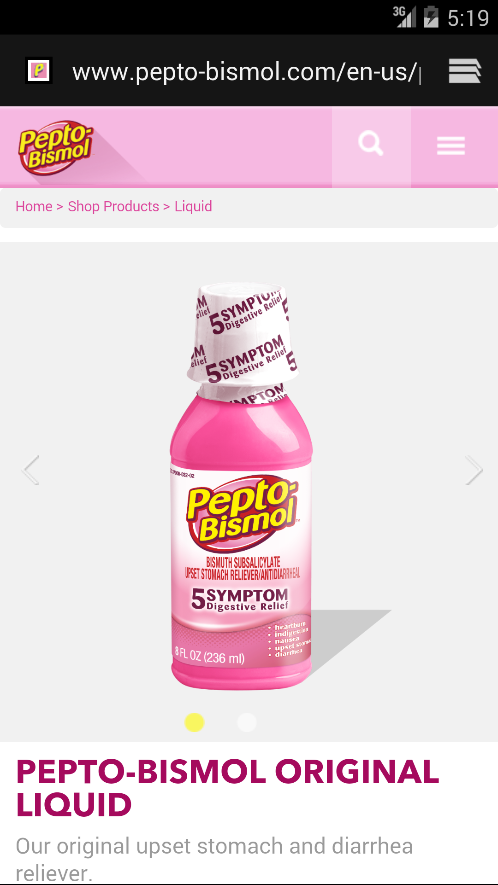 3G 5:19
www.pepto-bismol.com/en-us/
Pepto-
Bismol
Home > Shop Products > Liquid
5 SYMPTOM
Digestive Relief
5 SYMPTOM
Digestive Relief
Pepto-
Bismol
BISMUTH SUBSALICYLATE
UPSET STOMACH RELIEVER/ANTIDIARRHEAL
5 SYMPTOM
Digestive Relief
• heartburn
• indigestion
• nausea
• upset stomach
• diarrhea
8 FL OZ (236 ml)
PEPTO-BISMOL ORIGINAL
LIQUID
Our original upset stomach and diarrhea
reliever.